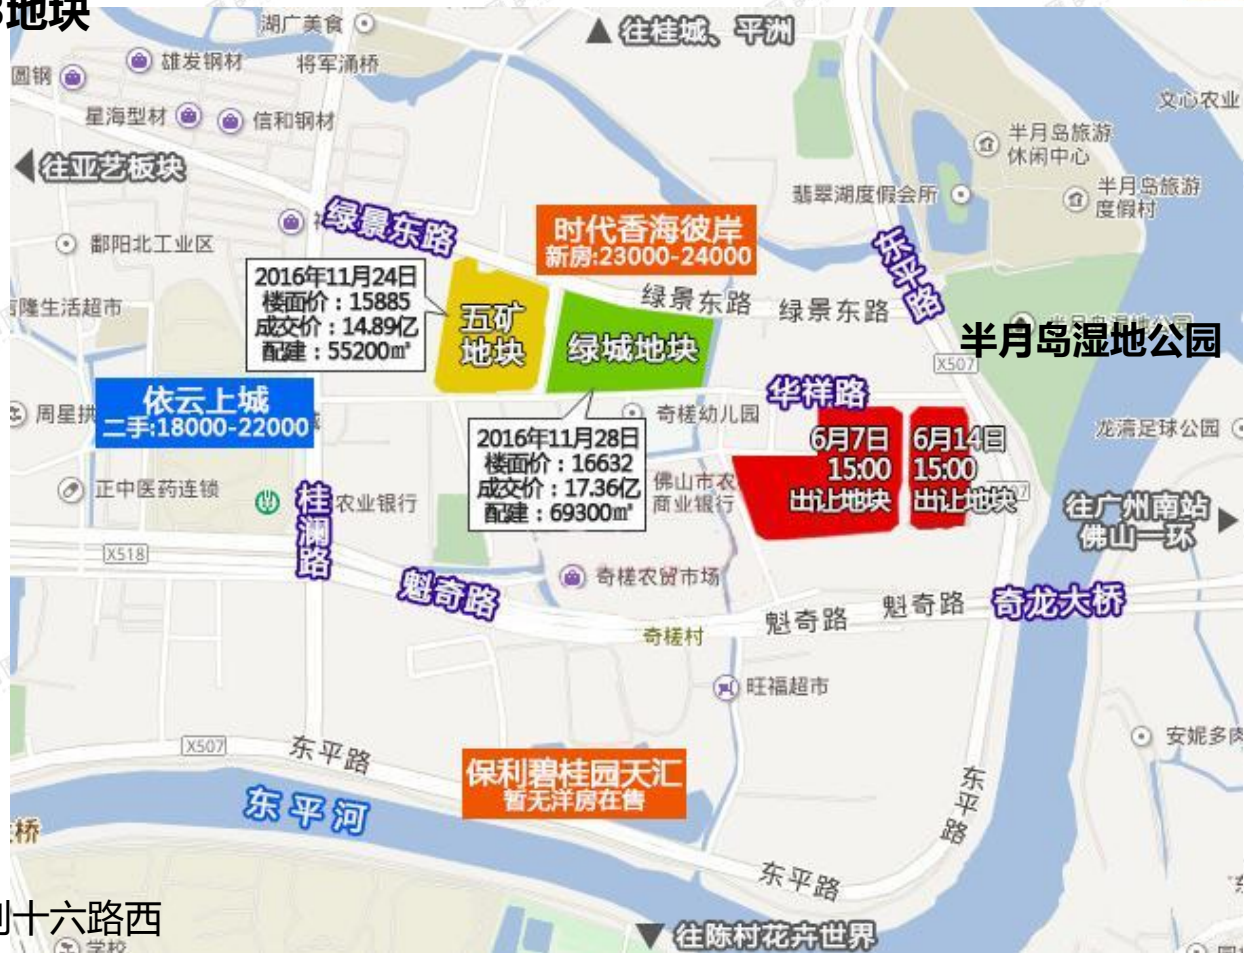 地块
湖广美食
往桂城、平洲
雄发钢材
将军涌桥
圆钢
星海型材
信和钢材
文心农业
半月岛旅游
休闲中心
往亚艺板块
翡翠湖度假会所
半月岛旅游
度假村
绿景东路
时代香海彼岸
新房:23000-24000
东平路
鄱阳北工业区
2016年11月24日
楼面价：15885
成交价：14.89亿
配建：55200㎡
五矿
地块
绿景东路
绿景东路
隆生活超市
绿城地块
半月岛湿地公园
半月岛湿地公园
X507
依云上城
二手:18000-22000
华祥路
周星拱
奇槎幼儿园
龙湾足球公园
2016年11月28日
楼面价：16632
成交价：17.36亿
配建：69300㎡
6月7日
15:00
出让地块
6月14日
15:00
出让地块
佛山市农
商业银行
正中医药连锁
桂澜路
农业银行
往广州南站
佛山一环
X518
魁奇路
奇槎农贸市场
魁奇路
魁奇路
奇龙大桥
奇槎村
旺福超市
X507
东平路
安妮多肉
保利碧桂园天汇
暂无洋房在售
东平河
东平路
桥
东平路
十六路西
往陈村花卉世界
学校